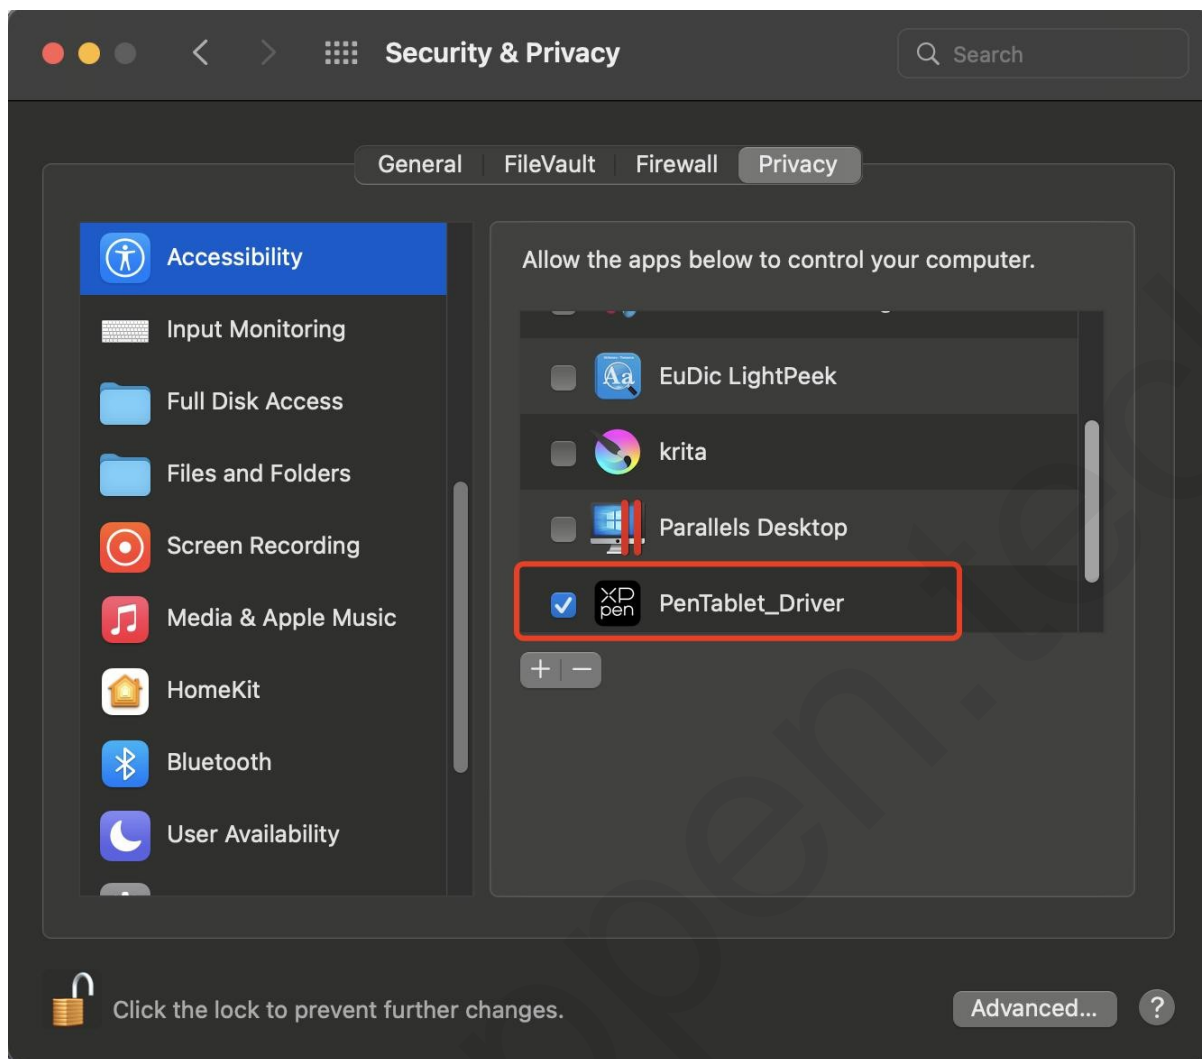 Security & Privacy
Search
General
FileVault
Firewall
Privacy
Accessibility
Input Monitoring
Full Disk Access
Files and Folders
Screen Recording
Media & Apple Music
HomeKit
Bluetooth
User Availability
Allow the apps below to control your computer.
Aa
EuDic LightPeek
krita
Parallels Desktop
XP
pen
PenTablet_Driver
+
−
Click the lock to prevent further changes.
Advanced...
?